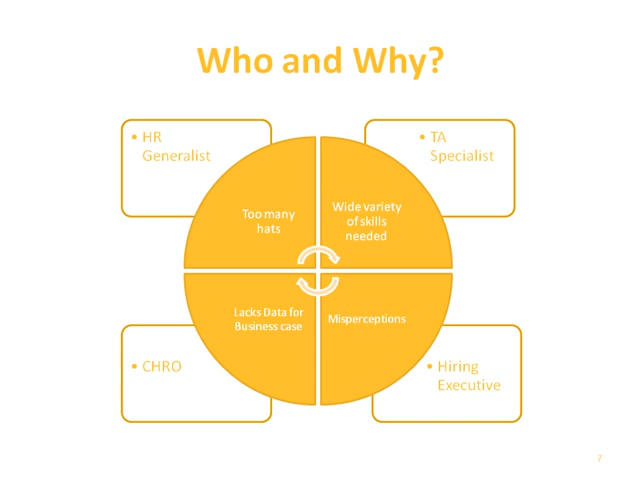 Who and Why?
• HR
Generalist
• TA
Specialist
Too many
hats
Wide variety
of skills
needed
Lacks Data for
Business case
Misperceptions
• CHRO
• Hiring
Executive
7